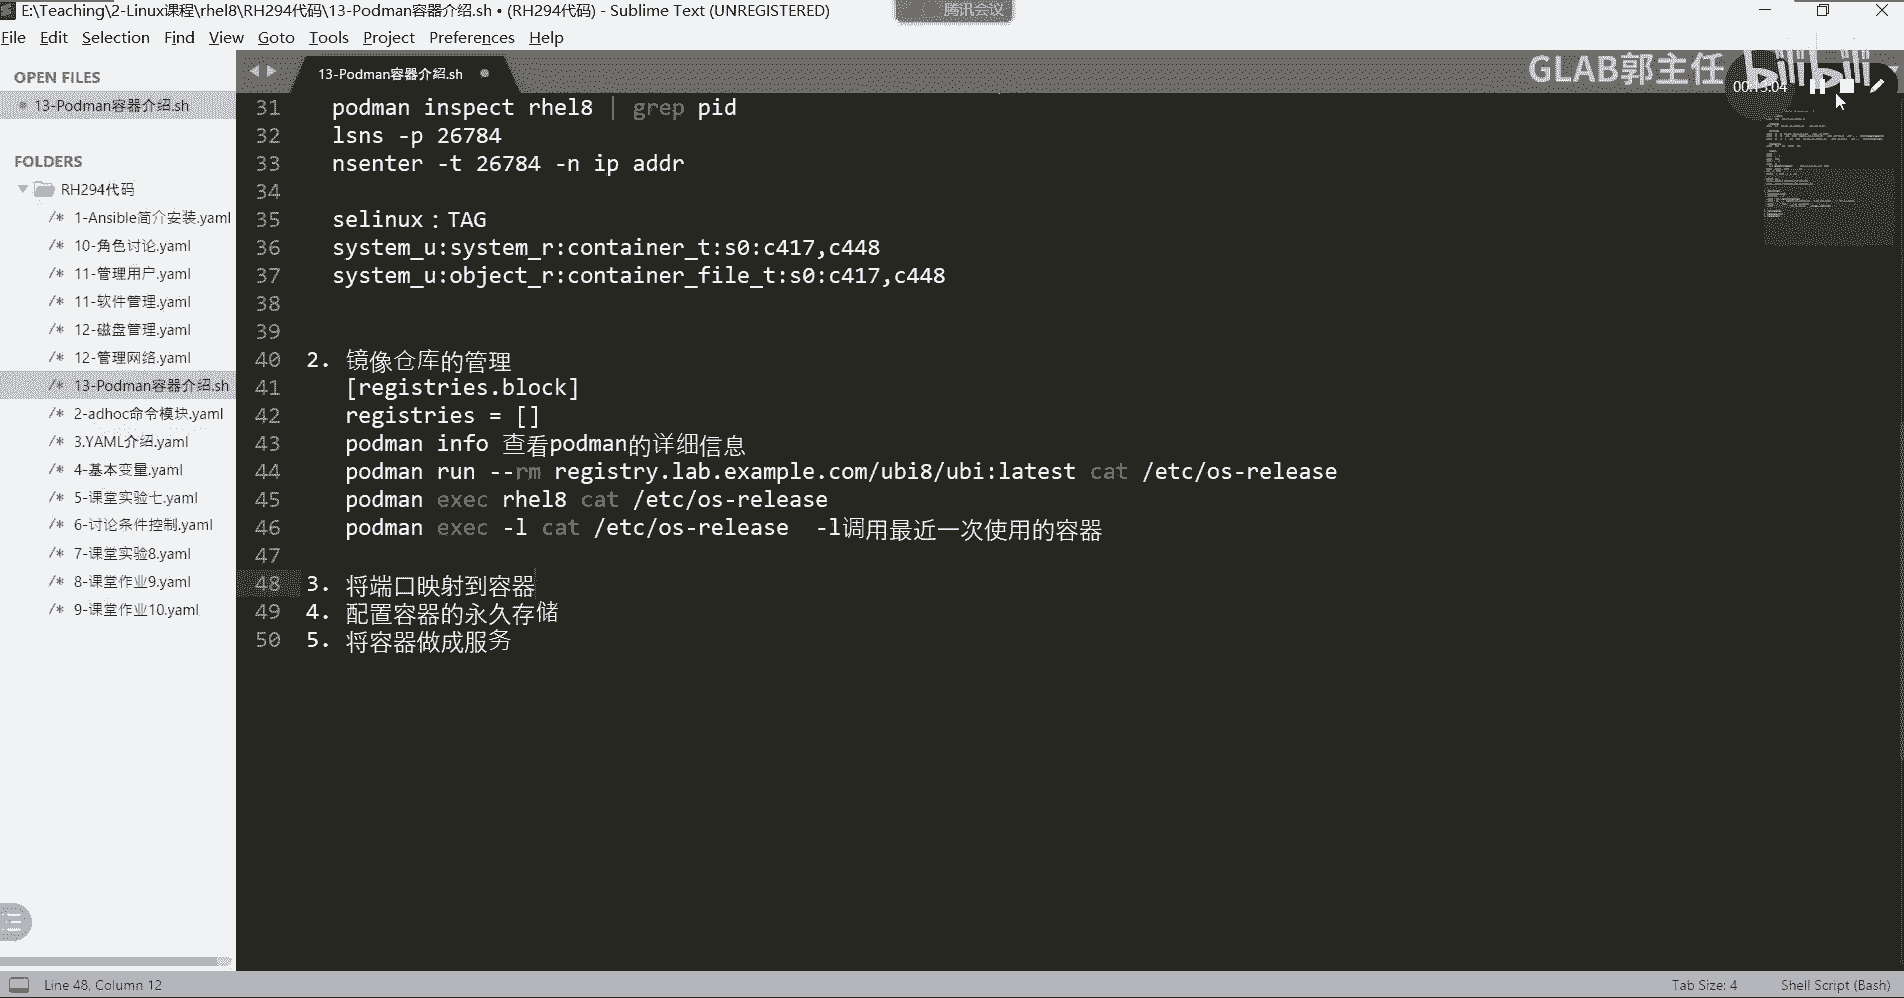 E:\Teaching\2-Linux课程\rhel8\RH294代码\13-Podman容器介绍.sh • (RH294代码) - Sublime Text (UNREGISTERED)
腾讯会议
File Edit Selection Find View Goto Tools Project Preferences Help
OPEN FILES
13-Podman容器介绍.sh
FOLDERS
RH294代码
/* 1-Ansible简介安装.yaml
/* 10-角色讨论.yaml
/* 11-管理用户.yaml
/* 11-软件管理.yaml
/* 12-磁盘管理.yaml
/* 12-管理网络.yaml
/* 13-Podman容器介绍.sh
/* 2-adhoc命令模块.yaml
/* 3.YAML介绍.yaml
/* 4-基本变量.yaml
/* 5-课堂实验七.yaml
/* 6-讨论条件控制.yaml
/* 7-课堂实验8.yaml
/* 8-课堂作业9.yaml
/* 9-课堂作业10.yaml
13-Podman容器介绍.sh
GLAB郭主任 bilibili
31 podman inspect rhel8 | grep pid
32 lsns -p 26784
33 nsenter -t 26784 -n ip addr
34
35 selinux：TAG
36 system_u:system_r:container_t:s0:c417,c448
37 system_u:object_r:container_file_t:s0:c417,c448
38
39
40 2. 镜像仓库的管理
41 [registries.block]
42 registries = []
43 podman info 查看podman的详细信息
44 podman run --rm registry.lab.example.com/ubi8/ubi:latest cat /etc/os-release
45 podman exec rhel8 cat /etc/os-release
46 podman exec -l cat /etc/os-release  -l调用最近一次使用的容器
47
48 3. 将端口映射到容器
49 4. 配置容器的永久存储
50 5. 将容器做成服务
Line 48, Column 12
Tab Size: 4
Shell Script (Bash)